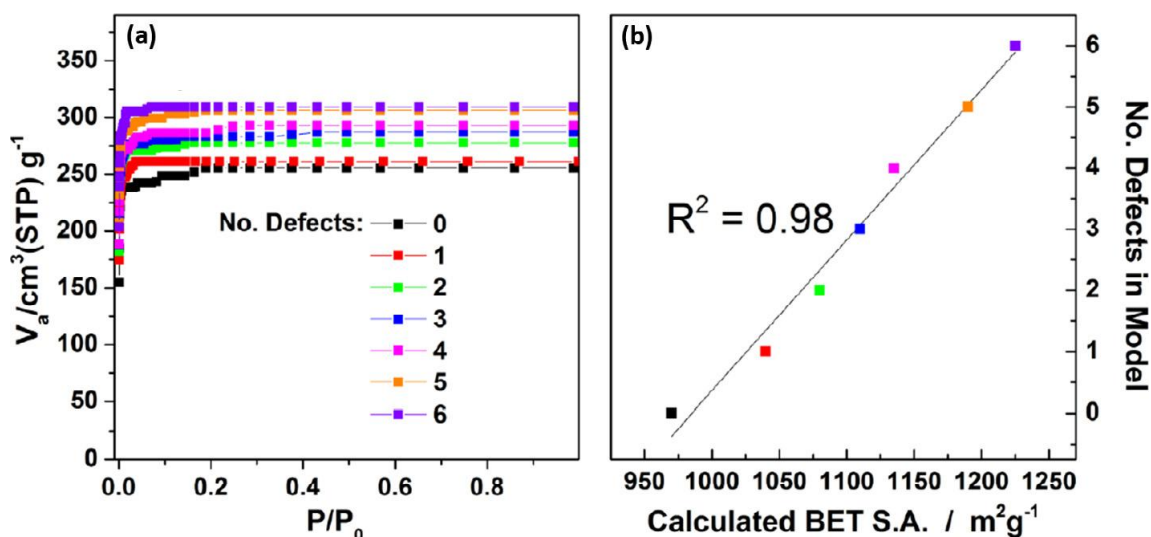 (a)
V_a/cm³(STP) g⁻¹
350
300
250
200
150
100
50
0
No. Defects:
0
1
2
3
4
5
6
0.0 0.2 0.4 0.6 0.8
P/P₀
(b)
R² = 0.98
6
5
4
3
2
1
0
No. Defects in Model
950 1000 1050 1100 1150 1200 1250
Calculated BET S.A. / m²g⁻¹